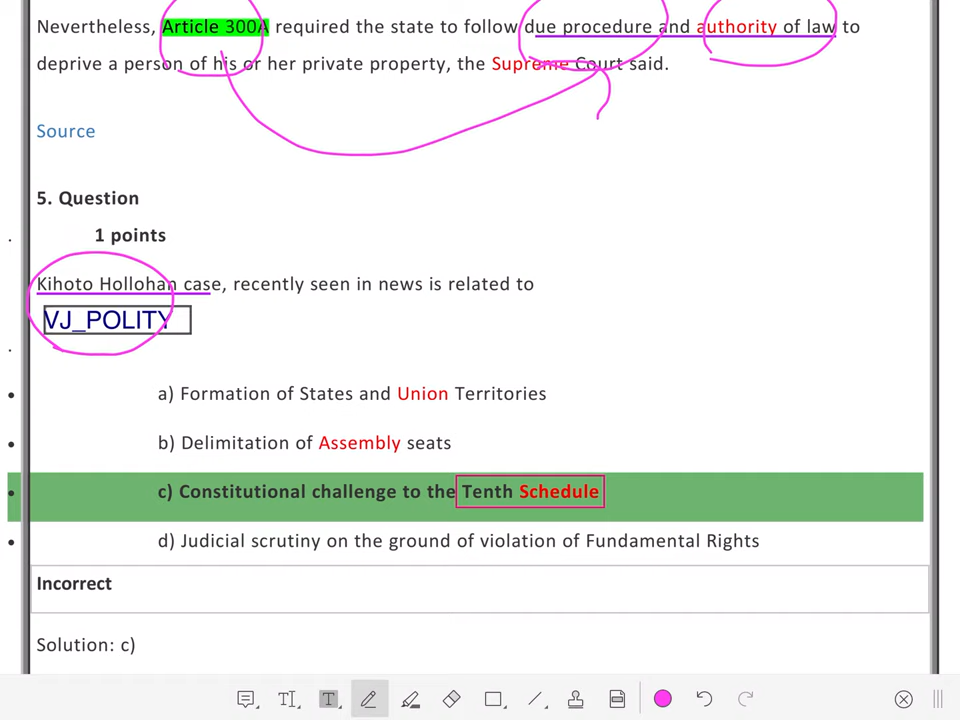 Nevertheless, Article 300A required the state to follow due procedure and authority of law to
deprive a person of his or her private property, the Supreme Court said.
Source
5. Question
. 1 points
Kihoto Hollohan case, recently seen in news is related to
VJ_POLITY
.
• a) Formation of States and Union Territories
• b) Delimitation of Assembly seats
• c) Constitutional challenge to the Tenth Schedule
• d) Judicial scrutiny on the ground of violation of Fundamental Rights
Incorrect
Solution: c)
T
T